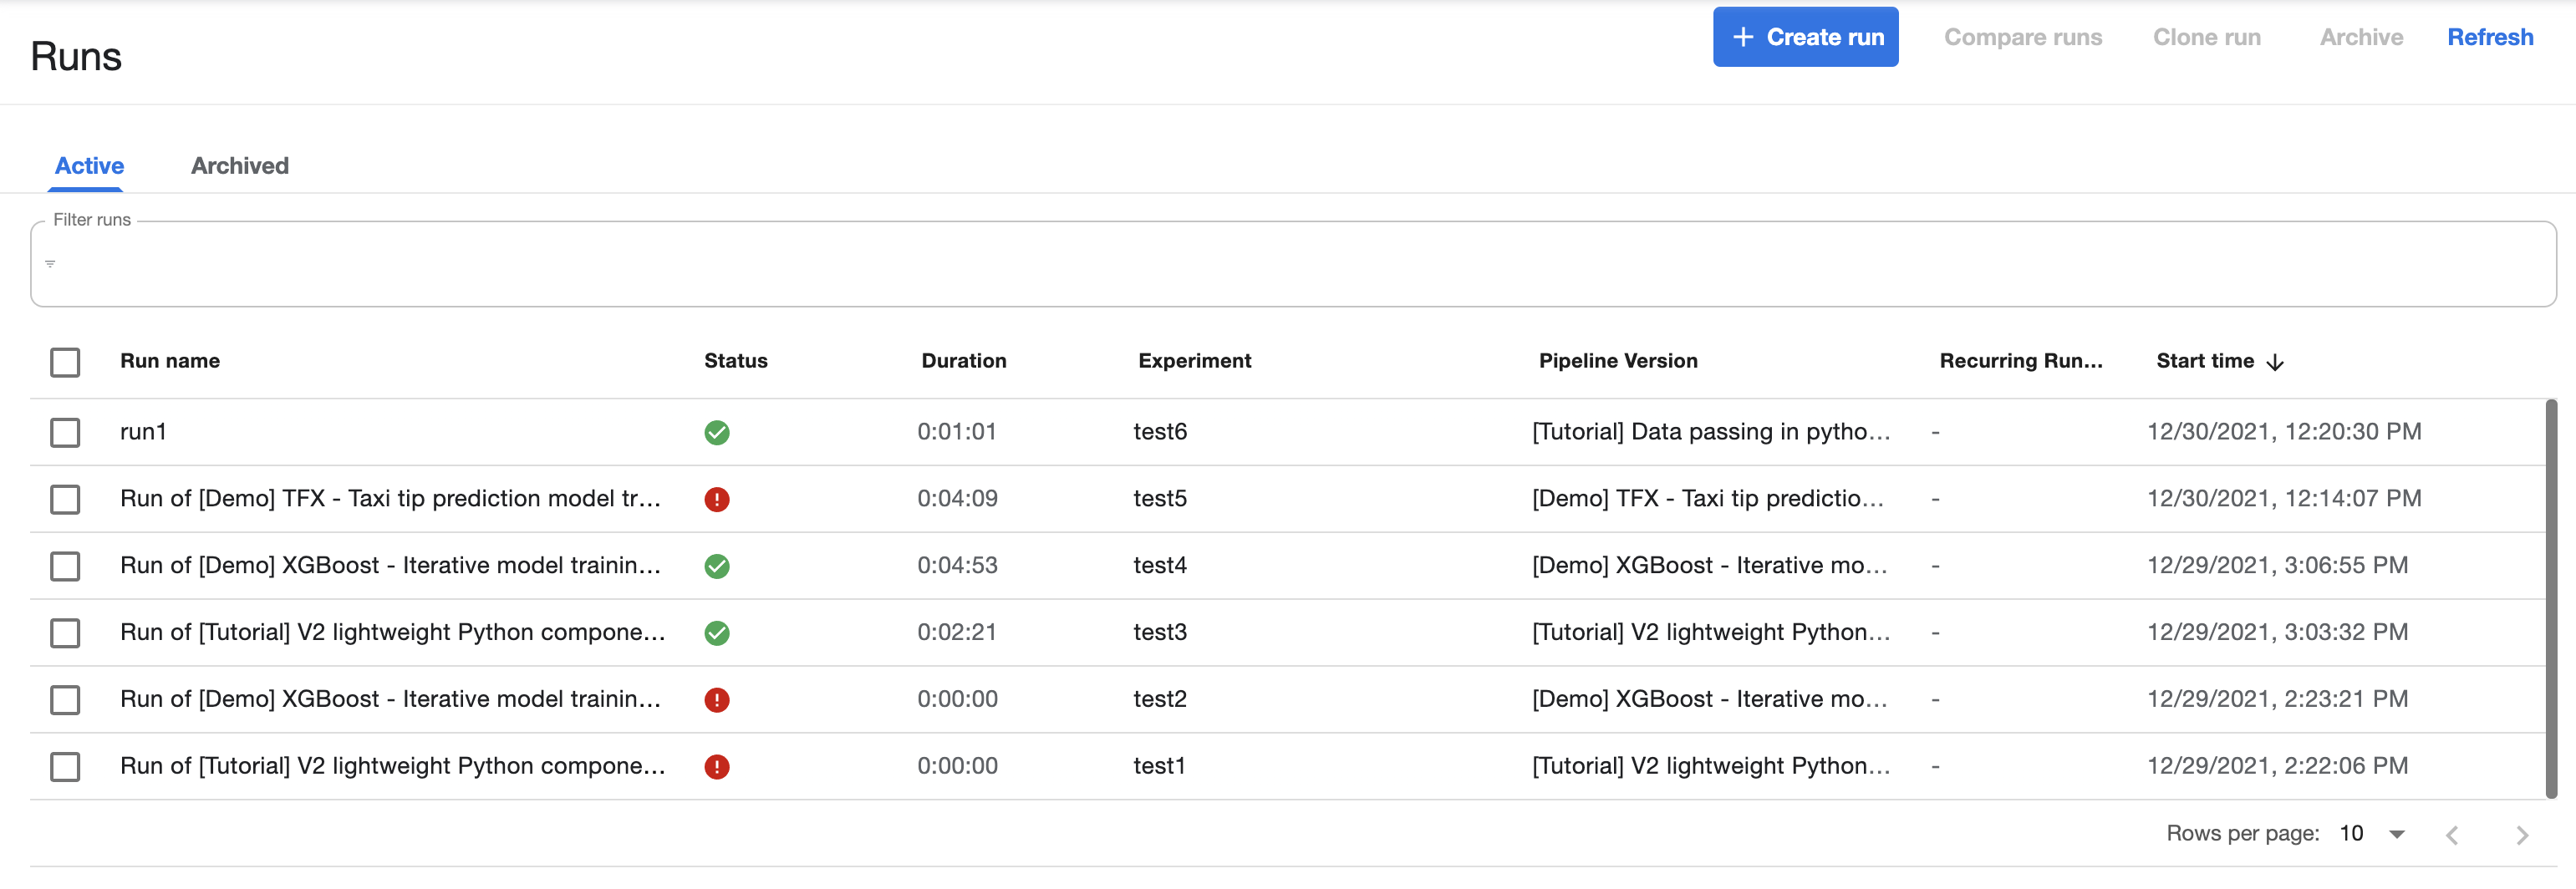 Runs
+ Create run Compare runs Clone run Archive Refresh
Active Archived
Filter runs
Run name Status Duration Experiment Pipeline Version Recurring Run... Start time
run1 0:01:01 test6 [Tutorial] Data passing in pytho... - 12/30/2021, 12:20:30 PM
Run of [Demo] TFX - Taxi tip prediction model tr... 0:04:09 test5 [Demo] TFX - Taxi tip predictio... - 12/30/2021, 12:14:07 PM
Run of [Demo] XGBoost - Iterative model trainin... 0:04:53 test4 [Demo] XGBoost - Iterative mo... - 12/29/2021, 3:06:55 PM
Run of [Tutorial] V2 lightweight Python compone... 0:02:21 test3 [Tutorial] V2 lightweight Python... - 12/29/2021, 3:03:32 PM
Run of [Demo] XGBoost - Iterative model trainin... 0:00:00 test2 [Demo] XGBoost - Iterative mo... - 12/29/2021, 2:23:21 PM
Run of [Tutorial] V2 lightweight Python compone... 0:00:00 test1 [Tutorial] V2 lightweight Python... - 12/29/2021, 2:22:06 PM
Rows per page: 10